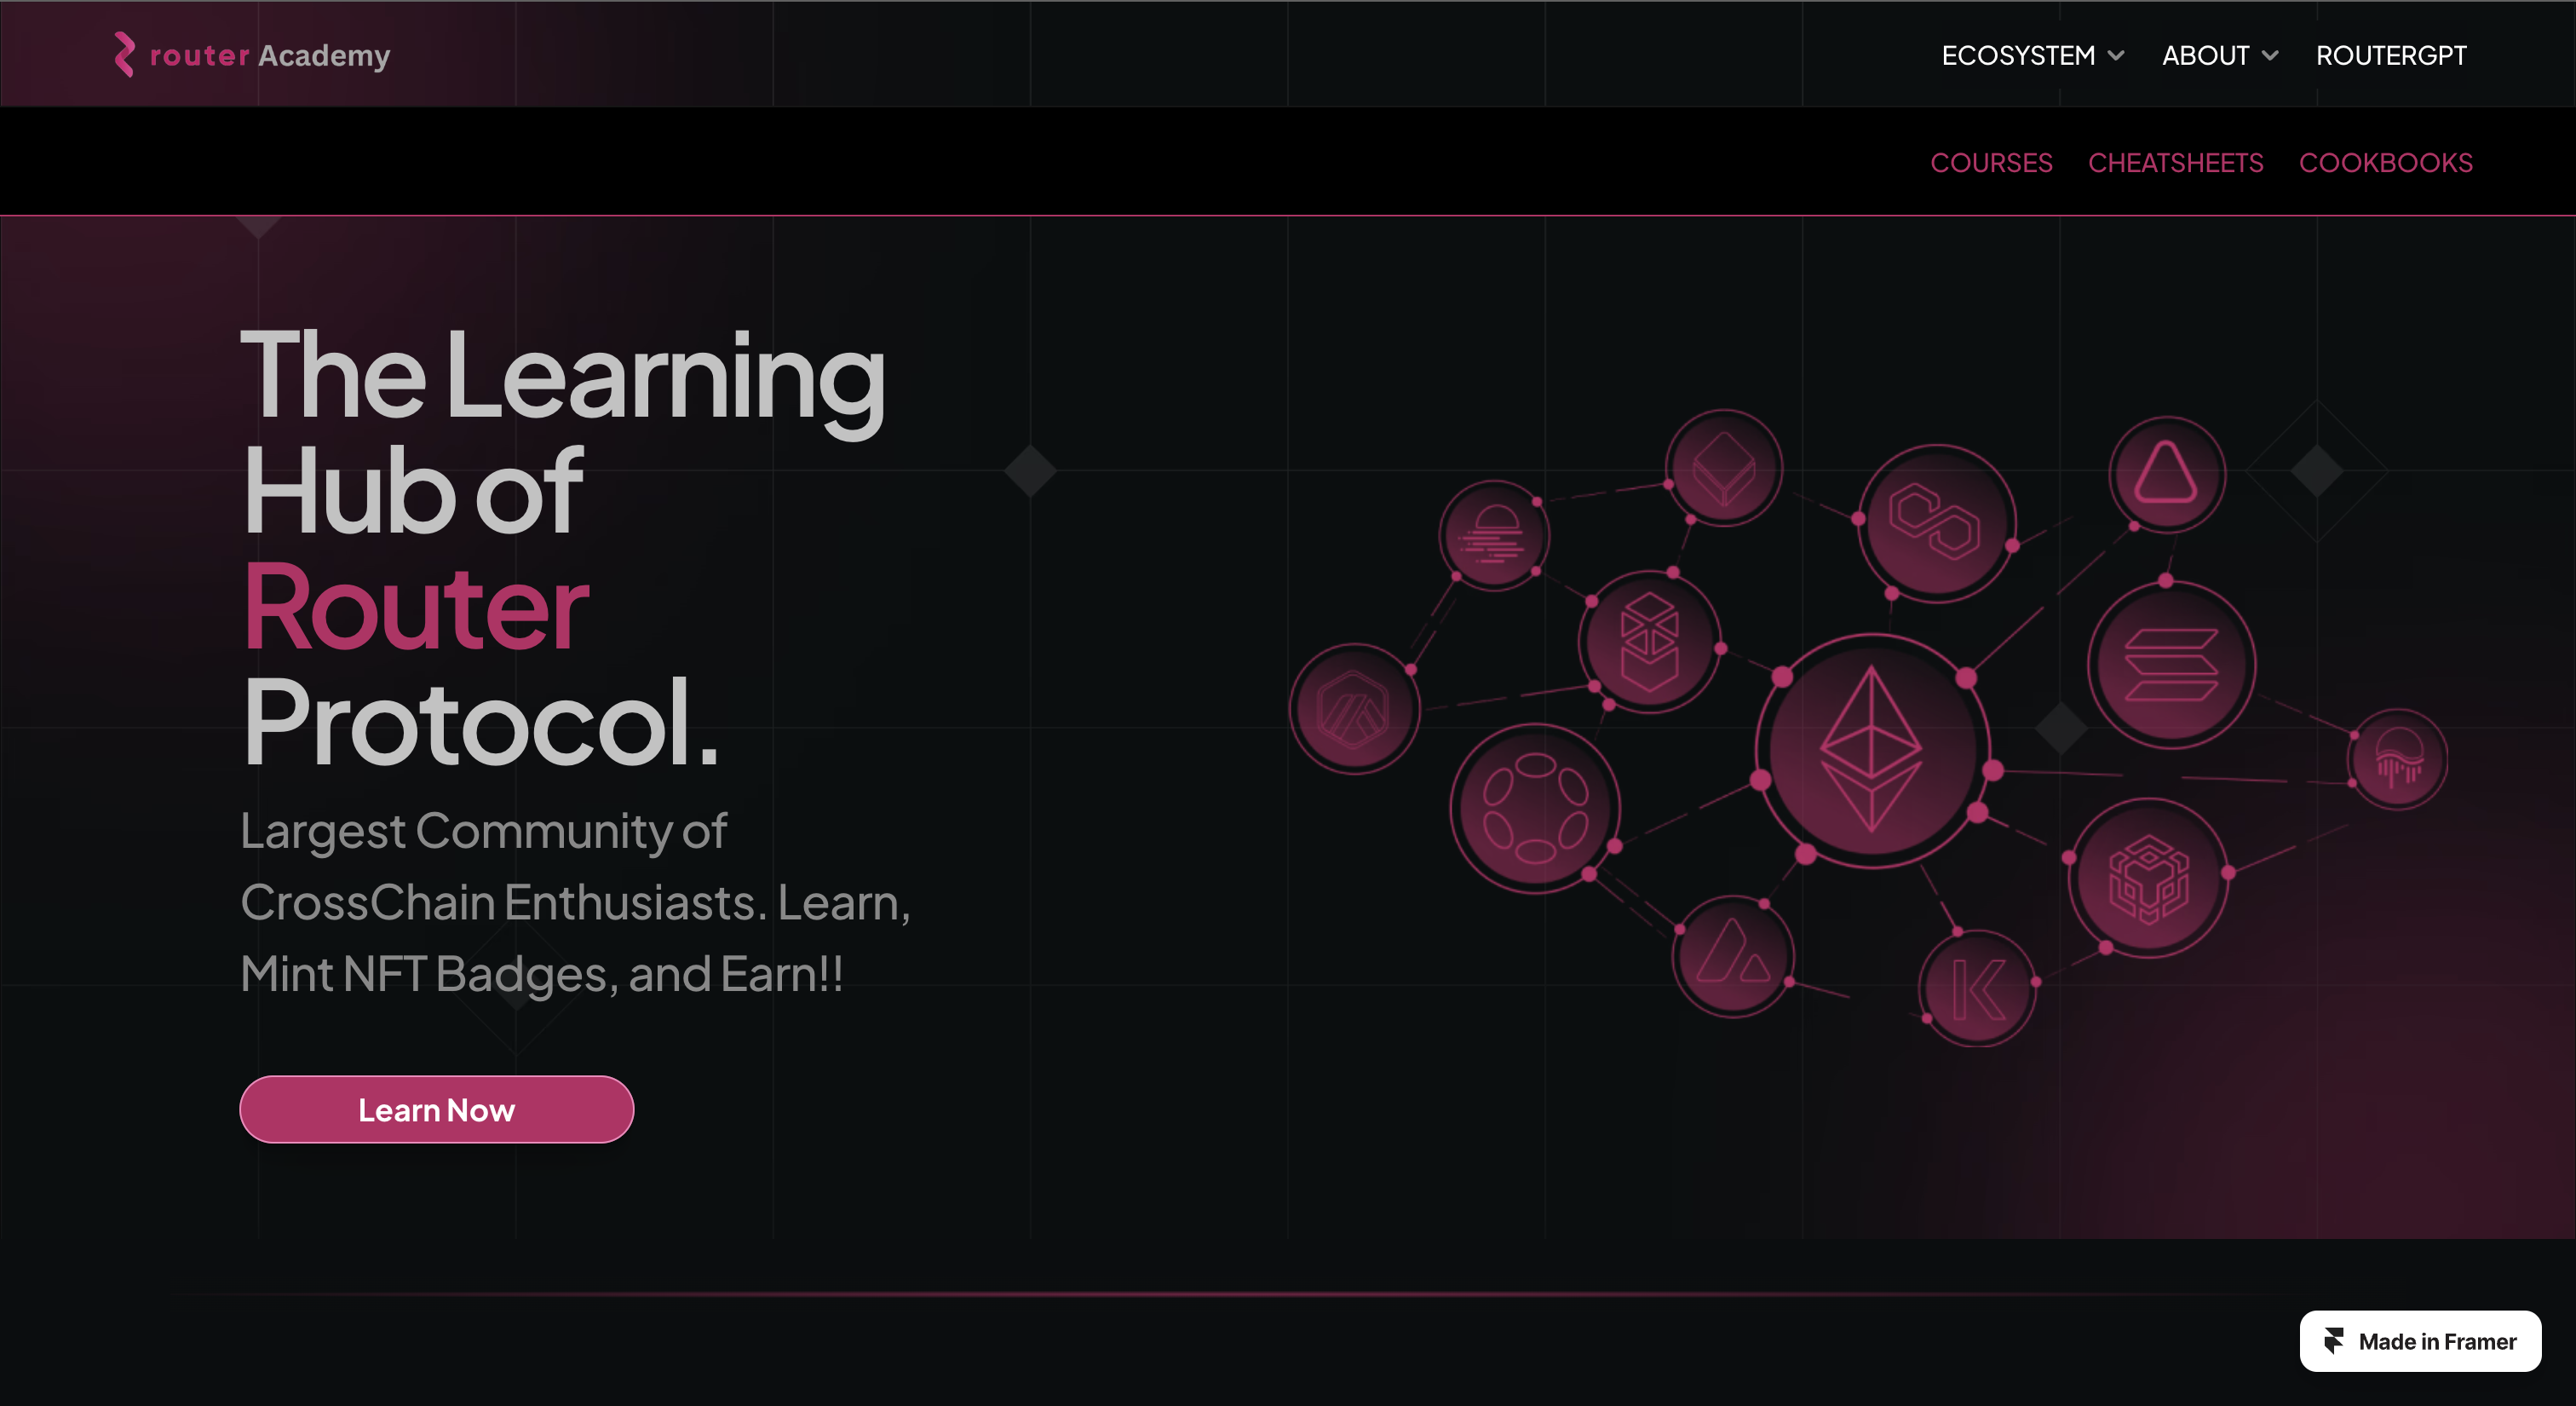 router Academy
ECOSYSTEM
ABOUT
ROUTERGPT
COURSES
CHEATSHEETS
COOKBOOKS
The Learning
Hub of
Router
Protocol.
Largest Community of
CrossChain Enthusiasts. Learn,
Mint NFT Badges, and Earn!!
Learn Now
Made in Framer